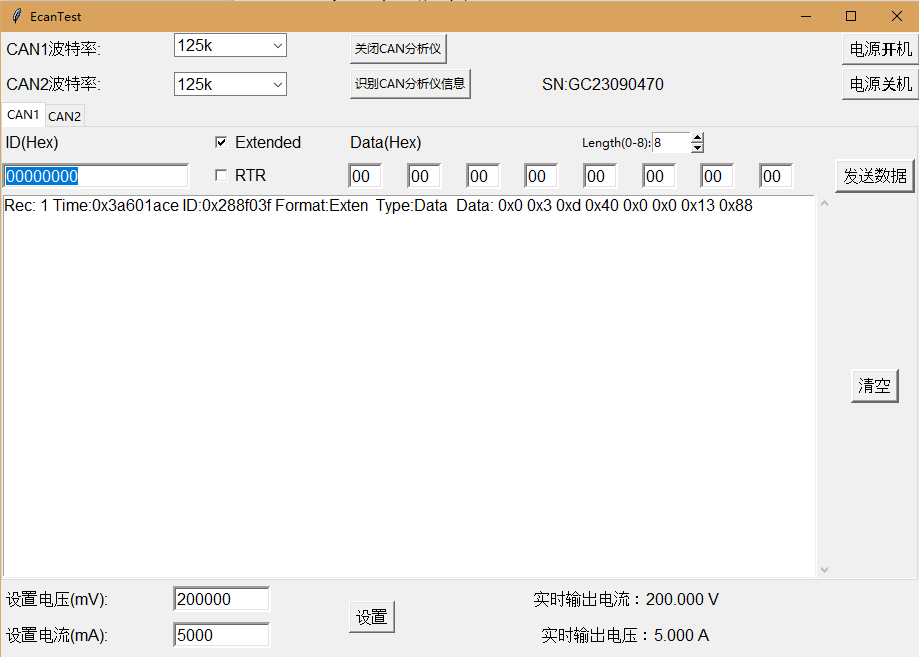 EcanTest
CAN1波特率: 125k 关闭CAN分析仪 电源开机
CAN2波特率: 125k 识别CAN分析仪信息 SN:GC23090470 电源关机
CAN1 CAN2
ID(Hex) Extended Data(Hex) Length(0-8): 8
00000000 RTR 00 00 00 00 00 00 00 00 发送数据
Rec: 1 Time:0x3a601ace ID:0x288f03f Format:Exten Type:Data Data: 0x0 0x3 0xd 0x40 0x0 0x0 0x13 0x88
清空
设置电压(mV): 200000 设置 实时输出电流：200.000 V
设置电流(mA): 5000 实时输出电压：5.000 A